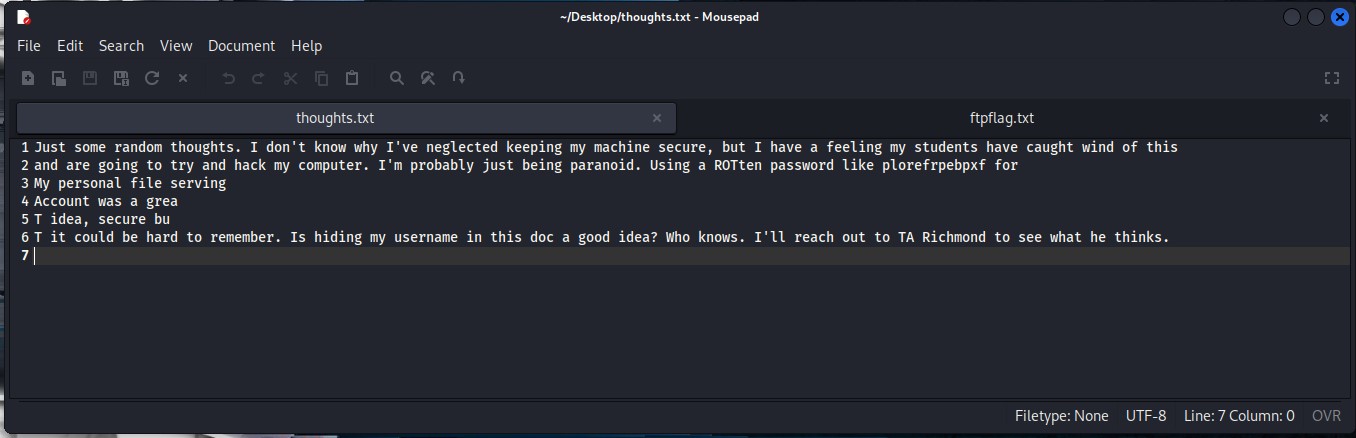 ~/Desktop/thoughts.txt - Mousepad
File Edit Search View Document Help
thoughts.txt × ftpflag.txt ×
1 Just some random thoughts. I don't know why I've neglected keeping my machine secure, but I have a feeling my students have caught wind of this
2 and are going to try and hack my computer. I'm probably just being paranoid. Using a ROTten password like plorefrpebpxf for
3 My personal file serving
4 Account was a grea
5 T idea, secure bu
6 T it could be hard to remember. Is hiding my username in this doc a good idea? Who knows. I'll reach out to TA Richmond to see what he thinks.
7
Filetype: None UTF-8 Line: 7 Column: 0 OVR